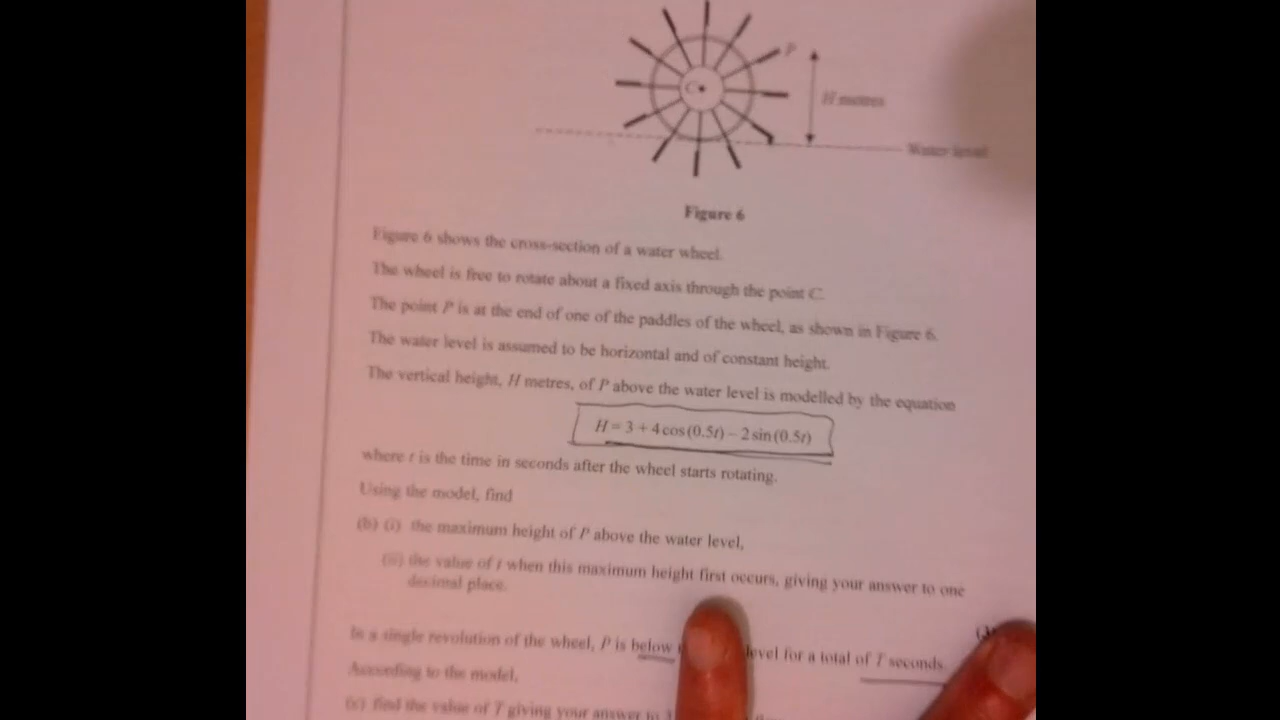 P
C
H metres
Water level
Figure 6
Figure 6 shows the cross-section of a water wheel.
The wheel is free to rotate about a fixed axis through the point C.
The point P is at the end of one of the paddles of the wheel, as shown in Figure 6.
The water level is assumed to be horizontal and of constant height.
The vertical height, H metres, of P above the water level is modelled by the equation
H = 3 + 4 cos (0.5t) – 2 sin (0.5t)
where t is the time in seconds after the wheel starts rotating.
Using the model, find
(b) (i) the maximum height of P above the water level,
(ii) the value of t when this maximum height first occurs, giving your answer to one
decimal place.
In a single revolution of the wheel, P is below level for a total of T seconds.
According to the model,
(c) find the value of T giving your answer to